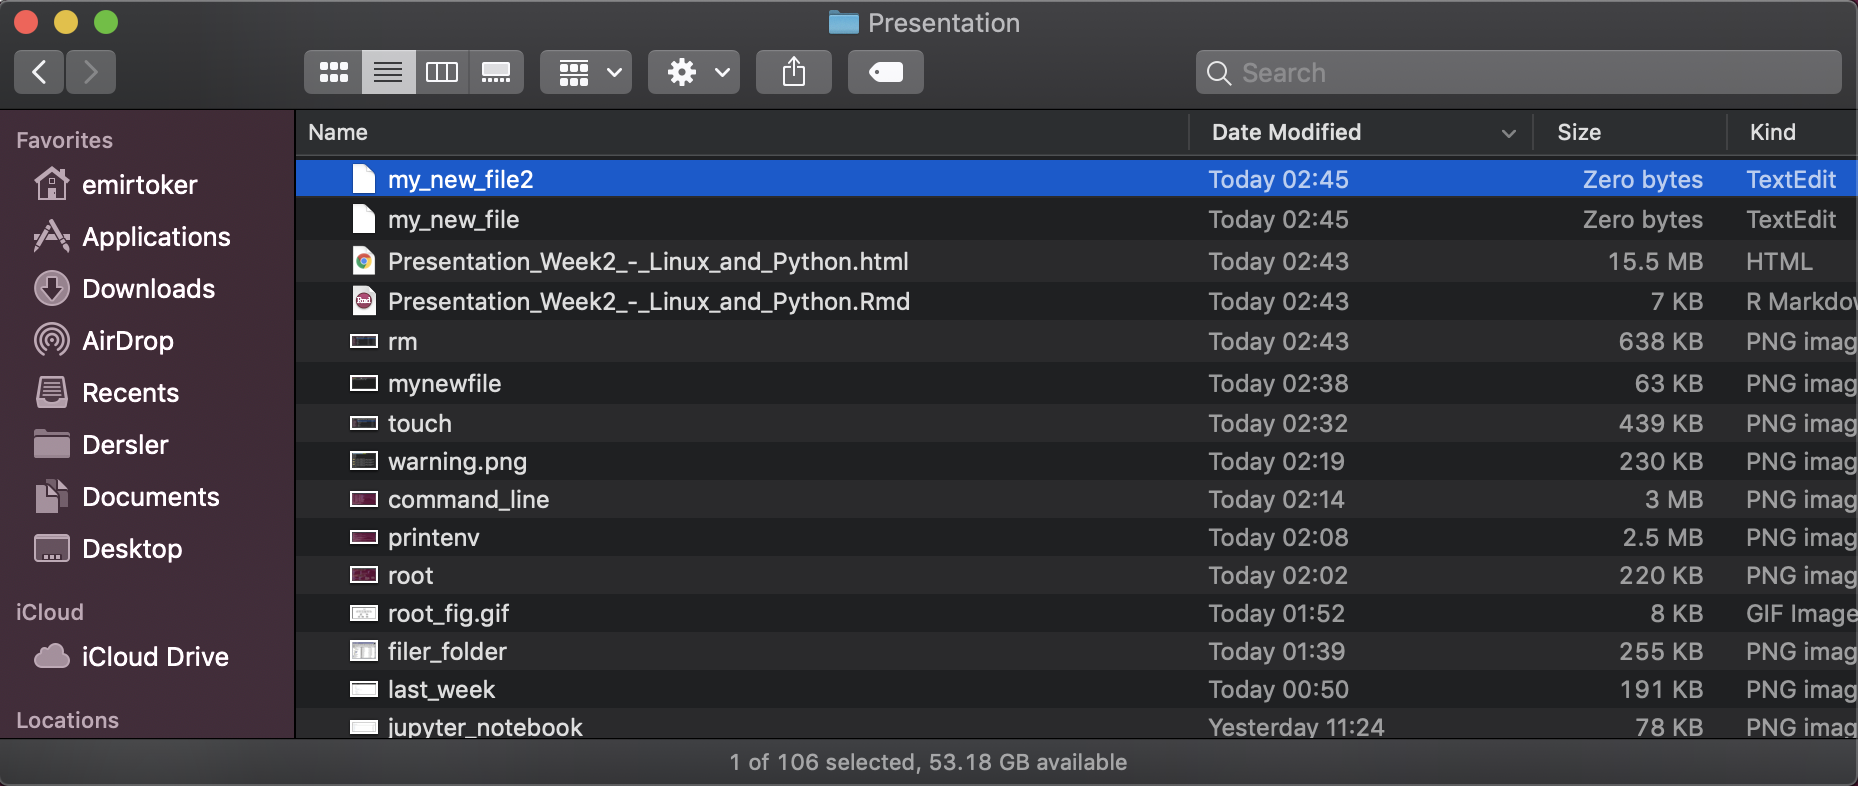 Presentation
Search
Favorites
emirtoker
Applications
Downloads
AirDrop
Recents
Dersler
Documents
Desktop
iCloud
iCloud Drive
Locations
Name Date Modified Size Kind
my_new_file2 Today 02:45 Zero bytes TextEdit
my_new_file Today 02:45 Zero bytes TextEdit
Presentation_Week2_-_Linux_and_Python.html Today 02:43 15.5 MB HTML
Presentation_Week2_-_Linux_and_Python.Rmd Today 02:43 7 KB R Markdow
rm Today 02:43 638 KB PNG imag
mynewfile Today 02:38 63 KB PNG imag
touch Today 02:32 439 KB PNG imag
warning.png Today 02:19 230 KB PNG imag
command_line Today 02:14 3 MB PNG imag
printenv Today 02:08 2.5 MB PNG imag
root Today 02:02 220 KB PNG imag
root_fig.gif Today 01:52 8 KB GIF Image
filer_folder Today 01:39 255 KB PNG imag
last_week Today 00:50 191 KB PNG imag
jupyter_notebook Yesterday 11:24 78 KB PNG imag
1 of 106 selected, 53.18 GB available